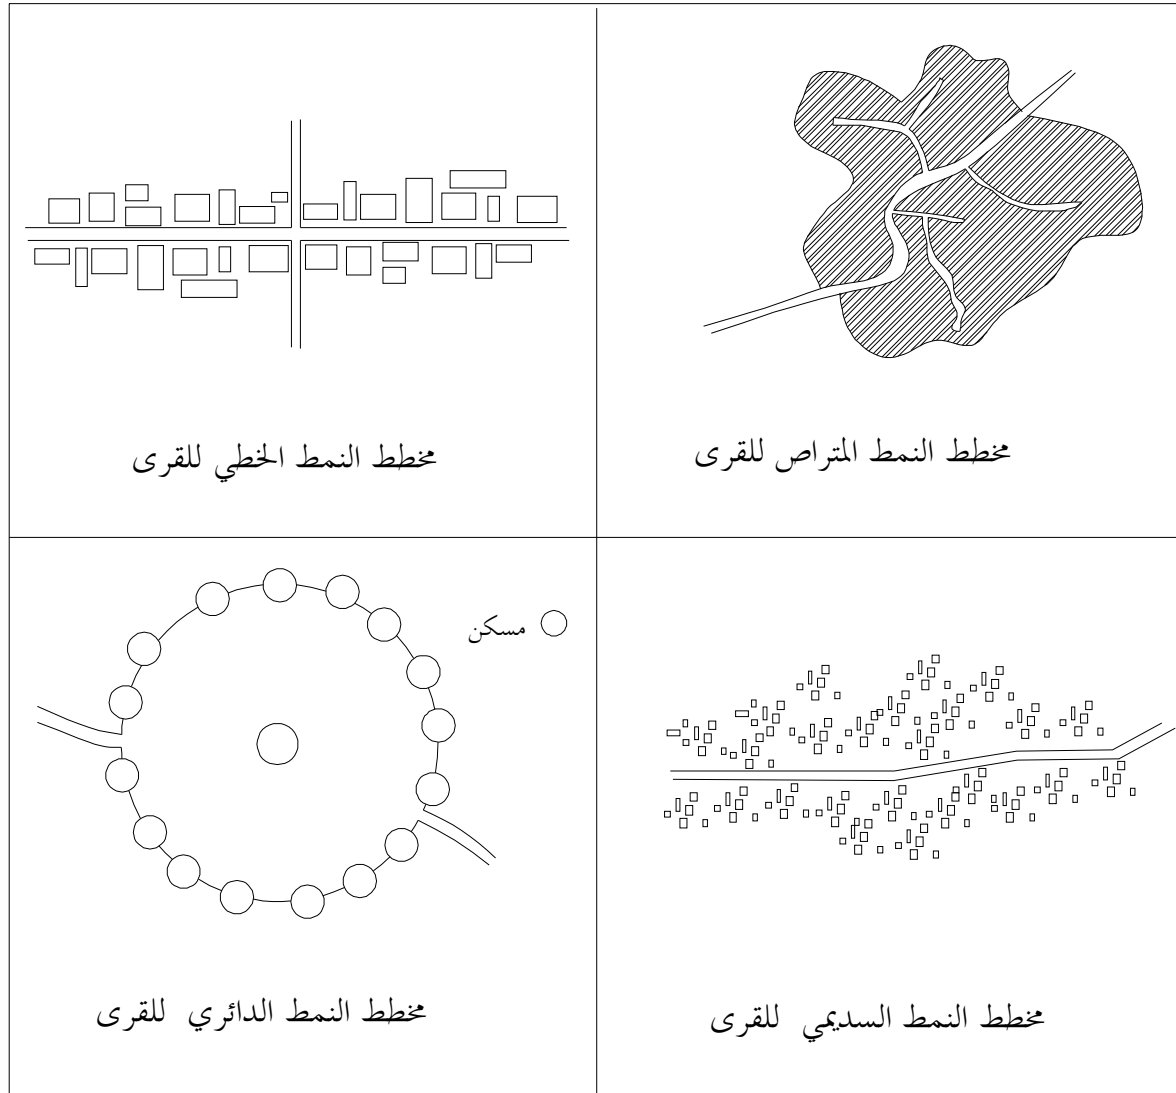 مخطط النمط المتراص للقرى
مخطط النمط الخطي للقرى
مسكن
مخطط النمط السديمي للقرى
مخطط النمط الدائري للقرى